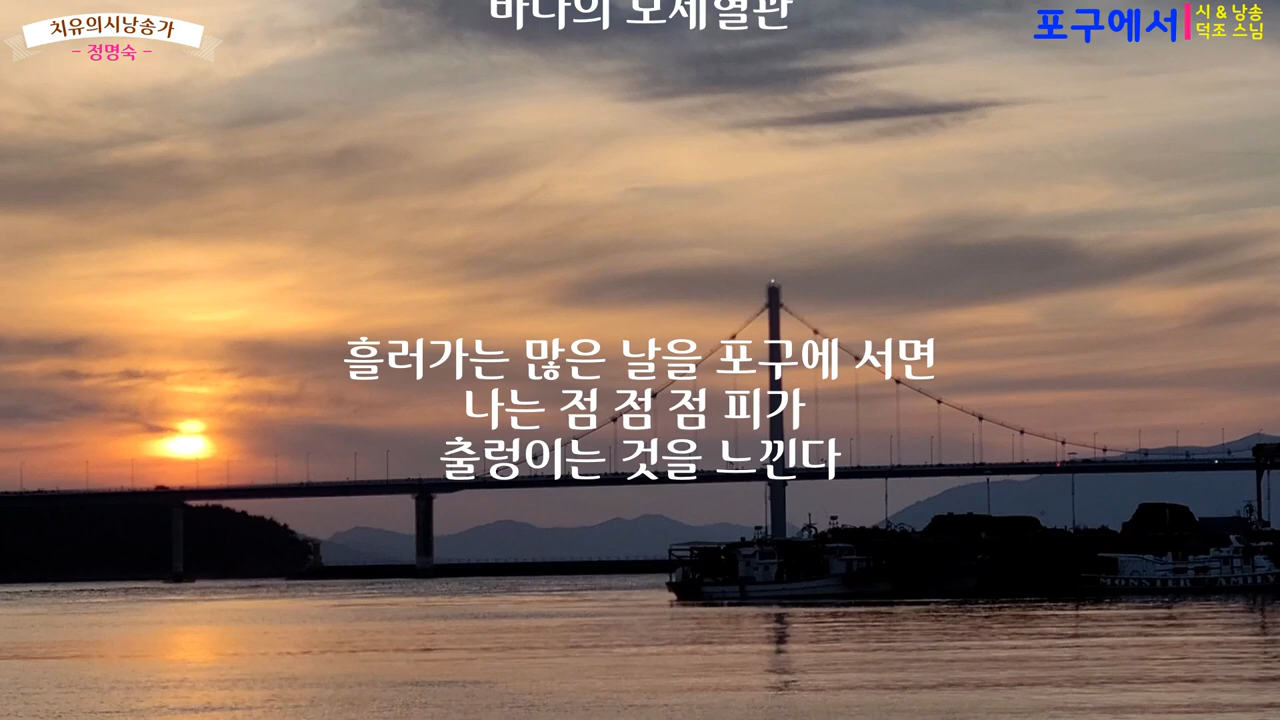 치유의시낭송가
- 정명숙 -
바다의 모세혈관
포구에서
시 & 낭송
덕조 스님
흘러가는 많은 날을 포구에 서면
나는 점 점 점 피가
출렁이는 것을 느낀다